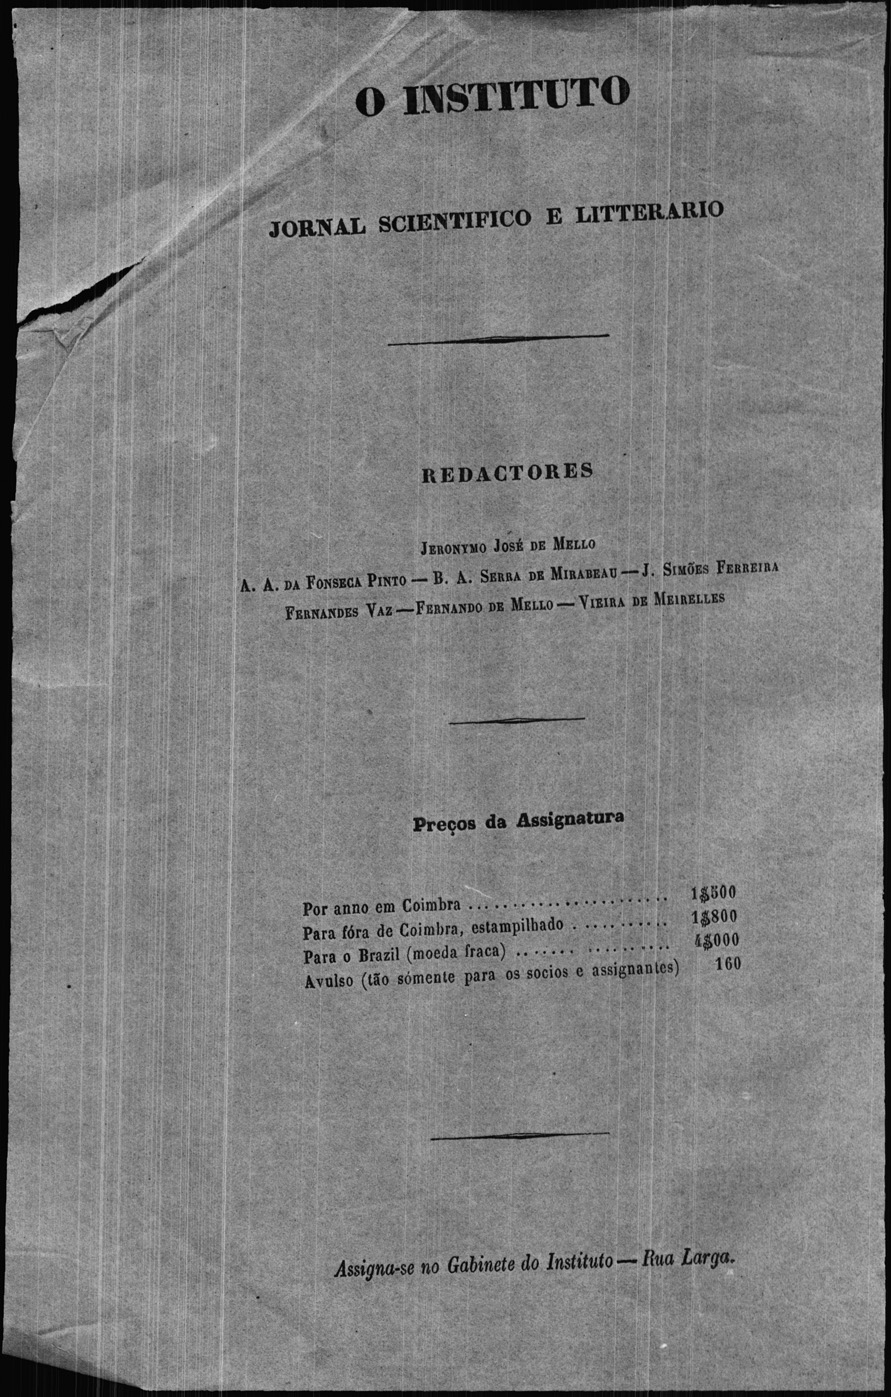 O INSTITUTO
JORNAL SCIENTIFICO E LITTERARIO
REDACTORES
JERONYMO JOSÉ DE MELLO
A. A. DA FONSECA PINTO — B. A. SERRA DE MIRABEAU — J. SIMÕES FERREIRA
FERNANDES VAZ — FERNANDO DE MELLO — VIEIRA DE MEIRELLES
Preços da Assignatura
Por anno em Coimbra ........................ 1$500
Para fóra de Coimbra, estampilhado ........... 1$800
Para o Brazil (moeda fraca) ................. 4$000
Avulso (tão sómente para os socios e assignantes) 160
Assigna-se no Gabinete do Instituto — Rua Larga.